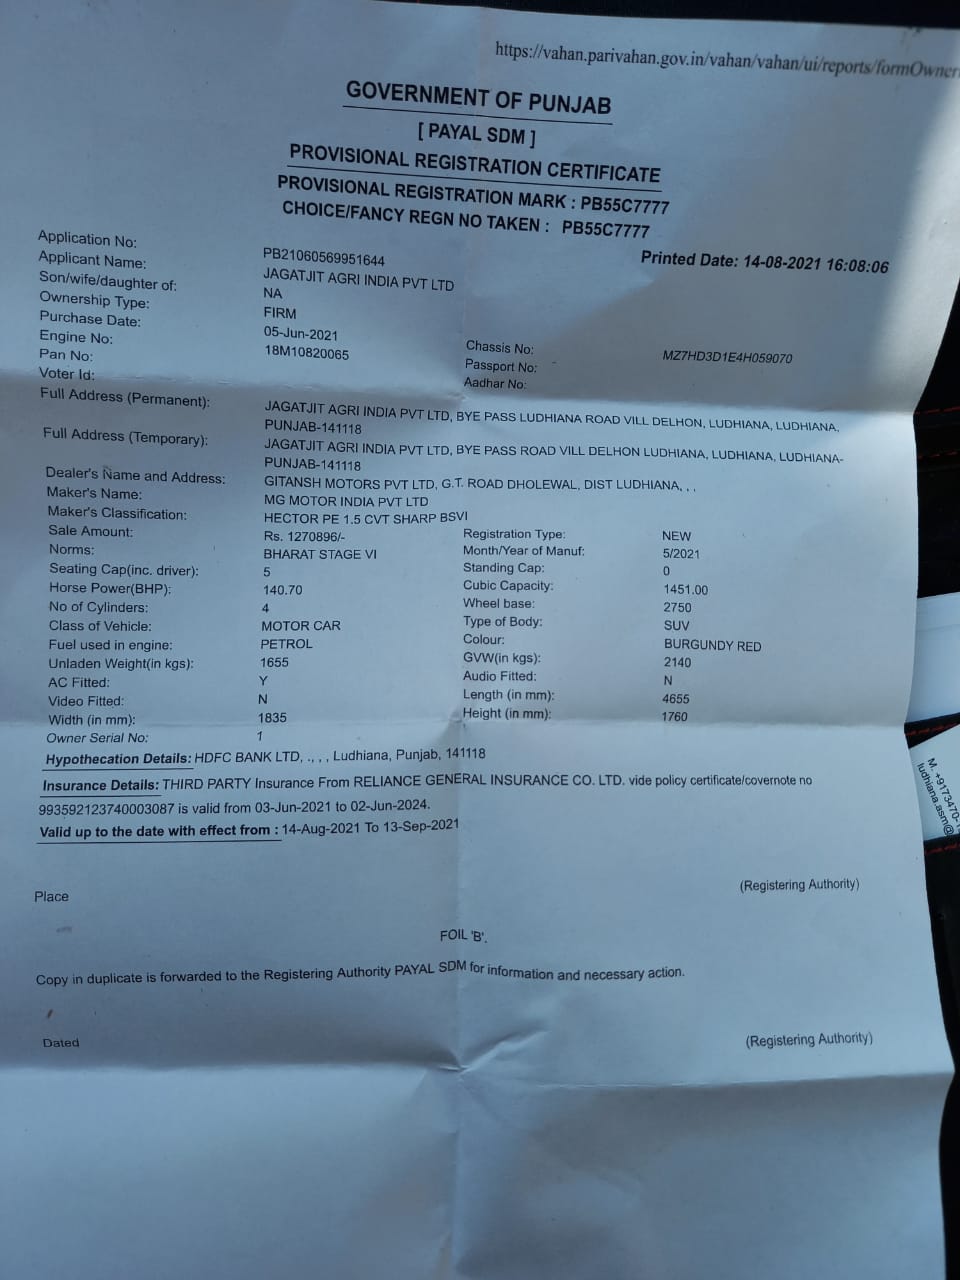 https://vahan.parivahan.gov.in/vahan/vahan/ui/reports/formOwner
GOVERNMENT OF PUNJAB
[ PAYAL SDM ]
PROVISIONAL REGISTRATION CERTIFICATE
PROVISIONAL REGISTRATION MARK : PB55C7777
CHOICE/FANCY REGN NO TAKEN : PB55C7777
Printed Date: 14-08-2021 16:08:06
Application No: PB21060569951644
Applicant Name: JAGATJIT AGRI INDIA PVT LTD
Son/wife/daughter of: NA
Ownership Type: FIRM
Purchase Date: 05-Jun-2021
Engine No: 18M10820065 Chassis No: MZ7HD3D1E4H059070
Pan No: Passport No:
Voter Id: Aadhar No:
Full Address (Permanent): JAGATJIT AGRI INDIA PVT LTD, BYE PASS LUDHIANA ROAD VILL DELHON, LUDHIANA, LUDHIANA,
PUNJAB-141118
Full Address (Temporary): JAGATJIT AGRI INDIA PVT LTD, BYE PASS ROAD VILL DELHON LUDHIANA, LUDHIANA, LUDHIANA-
PUNJAB-141118
Dealer's Name and Address: GITANSH MOTORS PVT LTD, G.T. ROAD DHOLEWAL, DIST LUDHIANA, , ,
Maker's Name: MG MOTOR INDIA PVT LTD
Maker's Classification: HECTOR PE 1.5 CVT SHARP BSVI
Sale Amount: Rs. 1270896/- Registration Type: NEW
Norms: BHARAT STAGE VI Month/Year of Manuf: 5/2021
Seating Cap(inc. driver): 5 Standing Cap: 0
Horse Power(BHP): 140.70 Cubic Capacity: 1451.00
No of Cylinders: 4 Wheel base: 2750
Class of Vehicle: MOTOR CAR Type of Body: SUV
Fuel used in engine: PETROL Colour: BURGUNDY RED
Unladen Weight(in kgs): 1655 GVW(in kgs): 2140
AC Fitted: Y Audio Fitted: N
Video Fitted: N Length (in mm): 4655
Width (in mm): 1835 Height (in mm): 1760
Owner Serial No: 1
Hypothecation Details: HDFC BANK LTD, ., , , Ludhiana, Punjab, 141118
Insurance Details: THIRD PARTY Insurance From RELIANCE GENERAL INSURANCE CO. LTD. vide policy certificate/covernote no
993592123740003087 is valid from 03-Jun-2021 to 02-Jun-2024.
Valid up to the date with effect from : 14-Aug-2021 To 13-Sep-2021
Place (Registering Authority)
FOIL 'B'.
Copy in duplicate is forwarded to the Registering Authority PAYAL SDM for information and necessary action.
Dated (Registering Authority)
M. +9173470-
ludhiana.asm@